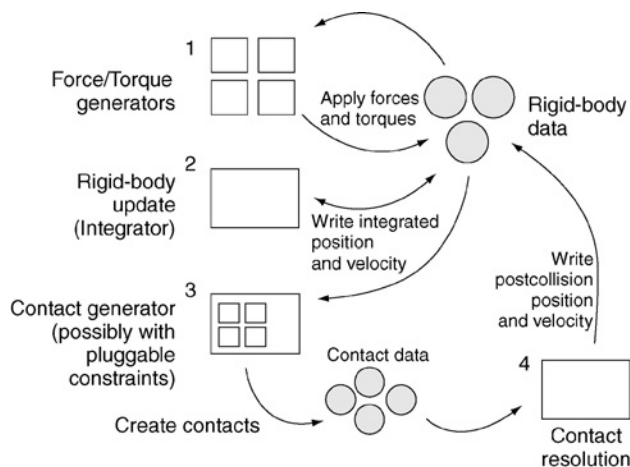 1
Force/Torque
generators
Apply forces
and torques
Rigid-body
data
2
Rigid-body
update
(Integrator)
Write integrated
position
and velocity
Write
postcollision
position
and velocity
3
Contact generator
(possibly with
pluggable
constraints)
Contact data
Create contacts
4
Contact
resolution